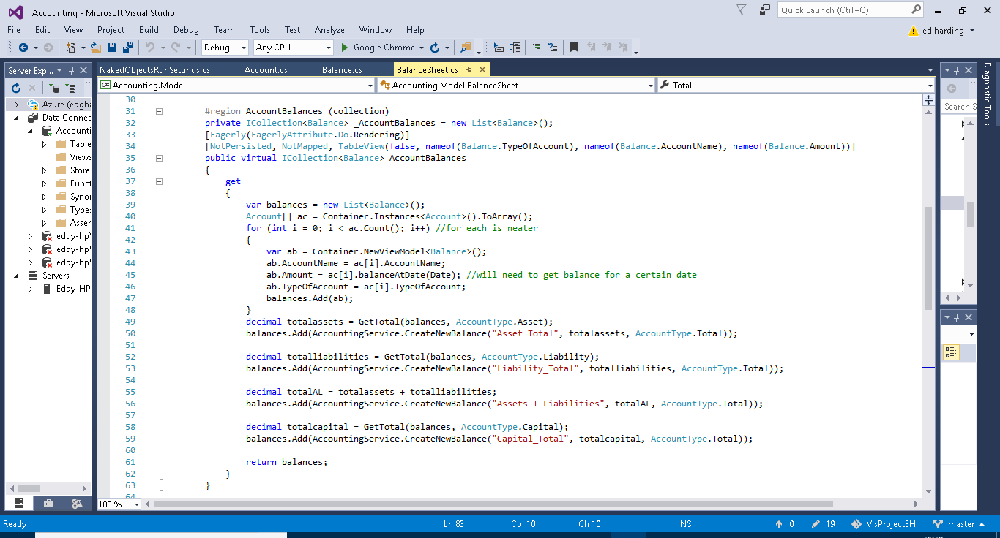 Accounting - Microsoft Visual Studio
Quick Launch (Ctrl+Q)
File Edit View Project Build Debug Team Tools Test Analyze Window Help
ed harding
Debug Any CPU Google Chrome
Server Exp...
NakedObjectsRunSettings.cs Account.cs Balance.cs BalanceSheet.cs
Accounting.Model Accounting.Model.BalanceSheet Total
Diagnostic Tools
Search S
Azure (edgh
Data Connec
Accounti
Table
Views
Store
Funct
Synor
Type:
Asser
eddy-hp
eddy-hp
eddy-hp
Servers
Eddy-HP
30
31 #region AccountBalances (collection)
32 private ICollection<Balance> _AccountBalances = new List<Balance>();
33 [Eagerly(EagerlyAttribute.Do.Rendering)]
34 [NotPersisted, NotMapped, TableView(false, nameof(Balance.TypeOfAccount), nameof(Balance.AccountName), nameof(Balance.Amount))]
35 public virtual ICollection<Balance> AccountBalances
36 {
37 get
38 {
39 var balances = new List<Balance>();
40 Account[] ac = Container.Instances<Account>().ToArray();
41 for (int i = 0; i < ac.Count(); i++) //for each is neater
42 {
43 var ab = Container.NewViewModel<Balance>();
44 ab.AccountName = ac[i].AccountName;
45 ab.Amount = ac[i].balanceAtDate(Date); //will need to get balance for a certain date
46 ab.TypeOfAccount = ac[i].TypeOfAccount;
47 balances.Add(ab);
48 }
49 decimal totalassets = GetTotal(balances, AccountType.Asset);
50 balances.Add(AccountingService.CreateNewBalance("Asset_Total", totalassets, AccountType.Total));
51
52 decimal totalliabilities = GetTotal(balances, AccountType.Liability);
53 balances.Add(AccountingService.CreateNewBalance("Liability_Total", totalliabilities, AccountType.Total));
54
55 decimal totalAL = totalassets + totalliabilities;
56 balances.Add(AccountingService.CreateNewBalance("Assets + Liabilities", totalAL, AccountType.Total));
57
58 decimal totalcapital = GetTotal(balances, AccountType.Capital);
59 balances.Add(AccountingService.CreateNewBalance("Capital_Total", totalcapital, AccountType.Total));
60
61 return balances;
62 }
63 }
64
100 %
Ready Ln 83 Col 10 Ch 10 INS 0 19 VisProjectEH master